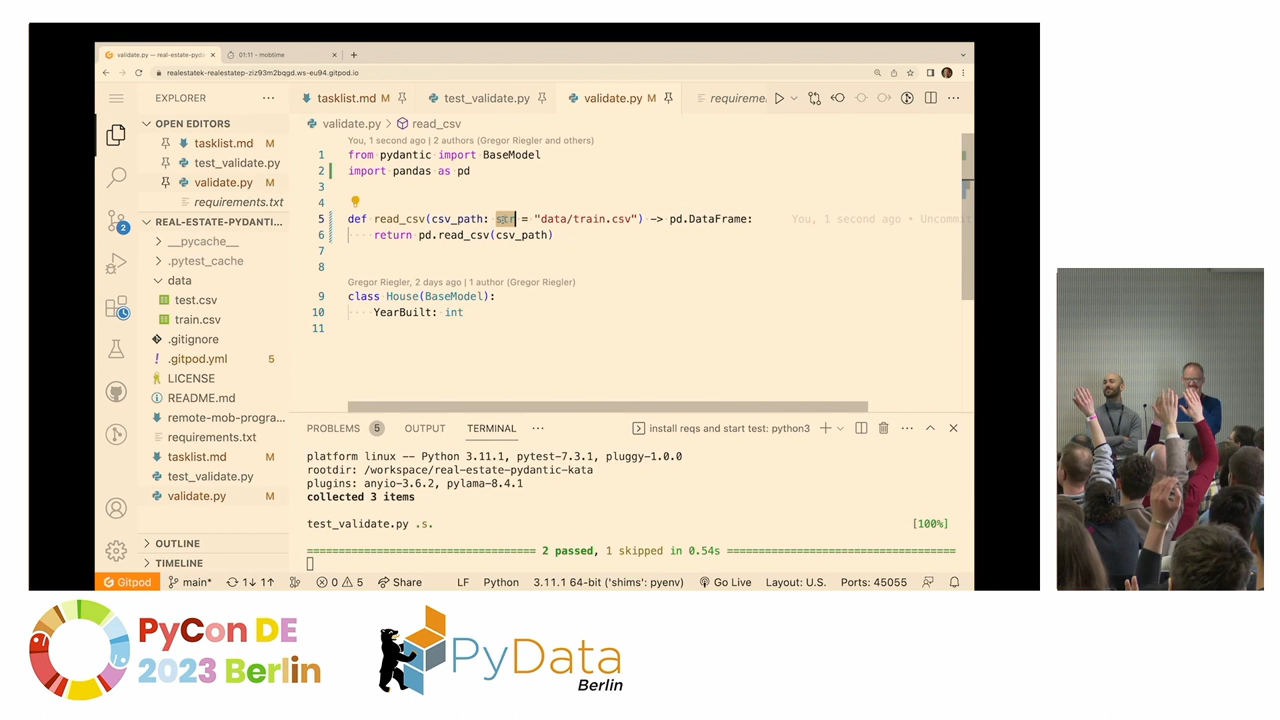 validate.py — real-estate-pyda
01:11 - mobtime
realestatek-realestatep-ziz93m2bqgd.ws-eu94.gitpod.io
EXPLORER
tasklist.md M
test_validate.py
validate.py M
requireme
OPEN EDITORS
tasklist.md M
test_validate.py
validate.py M
requirements.txt
REAL-ESTATE-PYDANTI...
__pycache__
.pytest_cache
data
test.csv
train.csv
.gitignore
.gitpod.yml 5
LICENSE
README.md
remote-mob-progra...
requirements.txt
tasklist.md M
test_validate.py
validate.py M
OUTLINE
TIMELINE
2
validate.py > read_csv
You, 1 second ago | 2 authors (Gregor Riegler and others)
1 from pydantic import BaseModel
2 import pandas as pd
3
4
5 def read_csv(csv_path: str = "data/train.csv") -> pd.DataFrame: You, 1 second ago • Uncommit
6 return pd.read_csv(csv_path)
7
8
Gregor Riegler, 2 days ago | 1 author (Gregor Riegler)
9 class House(BaseModel):
10 YearBuilt: int
11
PROBLEMS 5 OUTPUT TERMINAL ... install reqs and start test: python3
platform linux -- Python 3.11.1, pytest-7.3.1, pluggy-1.0.0
rootdir: /workspace/real-estate-pydantic-kata
plugins: anyio-3.6.2, pylama-8.4.1
collected 3 items
test_validate.py .s. [100%]
=================================== 2 passed, 1 skipped in 0.54s ===================================
Gitpod main* 1↓ 1↑ 0 5 Share LF Python 3.11.1 64-bit ('shims': pyenv) Go Live Layout: U.S. Ports: 45055
PyCon DE
2023 Berlin
PyData
Berlin